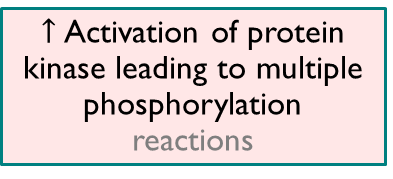 ↑ Activation of protein
kinase leading to multiple
phosphorylation
reactions